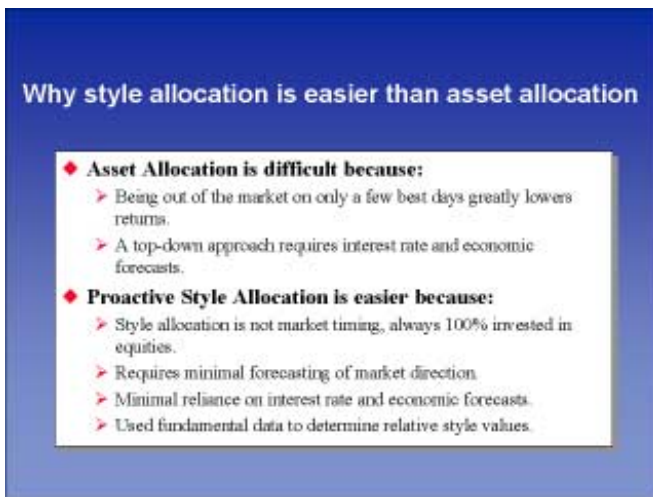 Why style allocation is easier than asset allocation
Asset Allocation is difficult because:
Being out of the market on only a few best days greatly lowers
returns.
A top-down approach requires interest rate and economic
forecasts.
Proactive Style Allocation is easier because:
Style allocation is not market timing, always 100% invested in
equities.
Requires minimal forecasting of market direction
Minimal reliance on interest rate and economic forecasts.
Used fundamental data to determine relative style values.